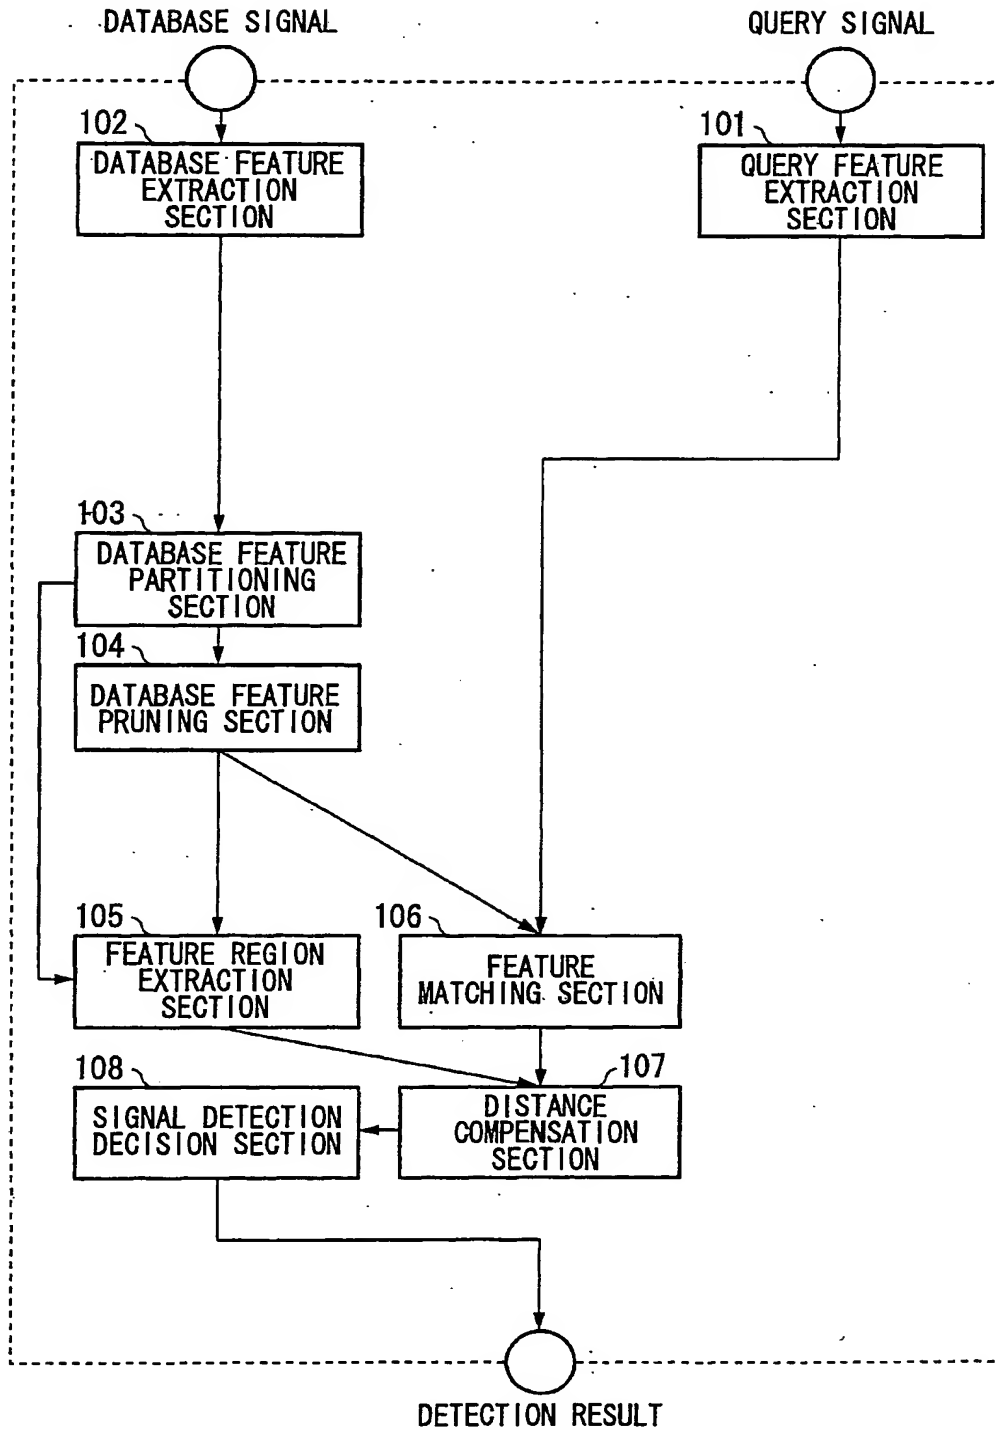 DATABASE SIGNAL
QUERY SIGNAL
102
DATABASE FEATURE
EXTRACTION
SECTION
101
QUERY FEATURE
EXTRACTION
SECTION
103
DATABASE FEATURE
PARTITIONING
SECTION
104
DATABASE FEATURE
PRUNING SECTION
105
FEATURE REGION
EXTRACTION
SECTION
106
FEATURE
MATCHING SECTION
108
SIGNAL DETECTION
DECISION SECTION
107
DISTANCE
COMPENSATION
SECTION
DETECTION RESULT